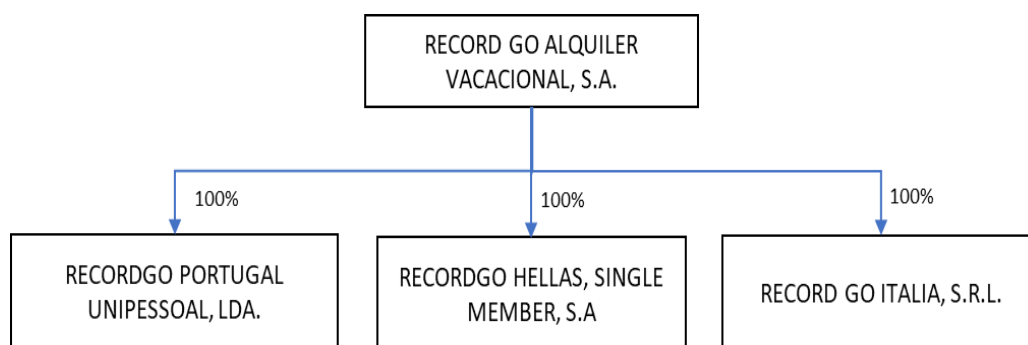 RECORD GO ALQUILER
VACACIONAL, S.A.
100%
100%
100%
RECORDGO PORTUGAL
UNIPESSOAL, LDA.
RECORDGO HELLAS, SINGLE
MEMBER, S.A
RECORD GO ITALIA, S.R.L.